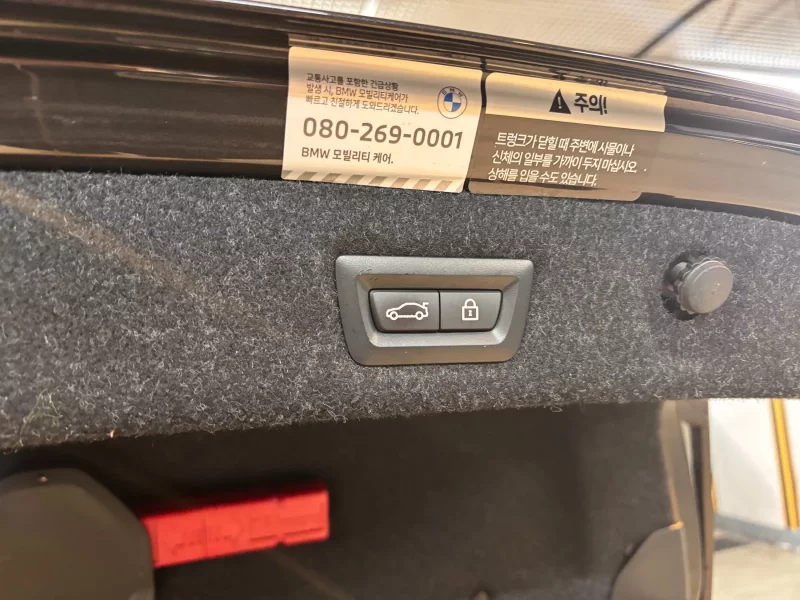 교통사고를 포함한 긴급상황
발생 시, BMW 모빌리티케어가
빠르고 친절하게 도와드리겠습니다.
080-269-0001
BMW 모빌리티 케어.
주의!
트렁크가 닫힐 때 주변에 사물이나
신체의 일부를 가까이 두지 마십시오.
상해를 입을 수도 있습니다.